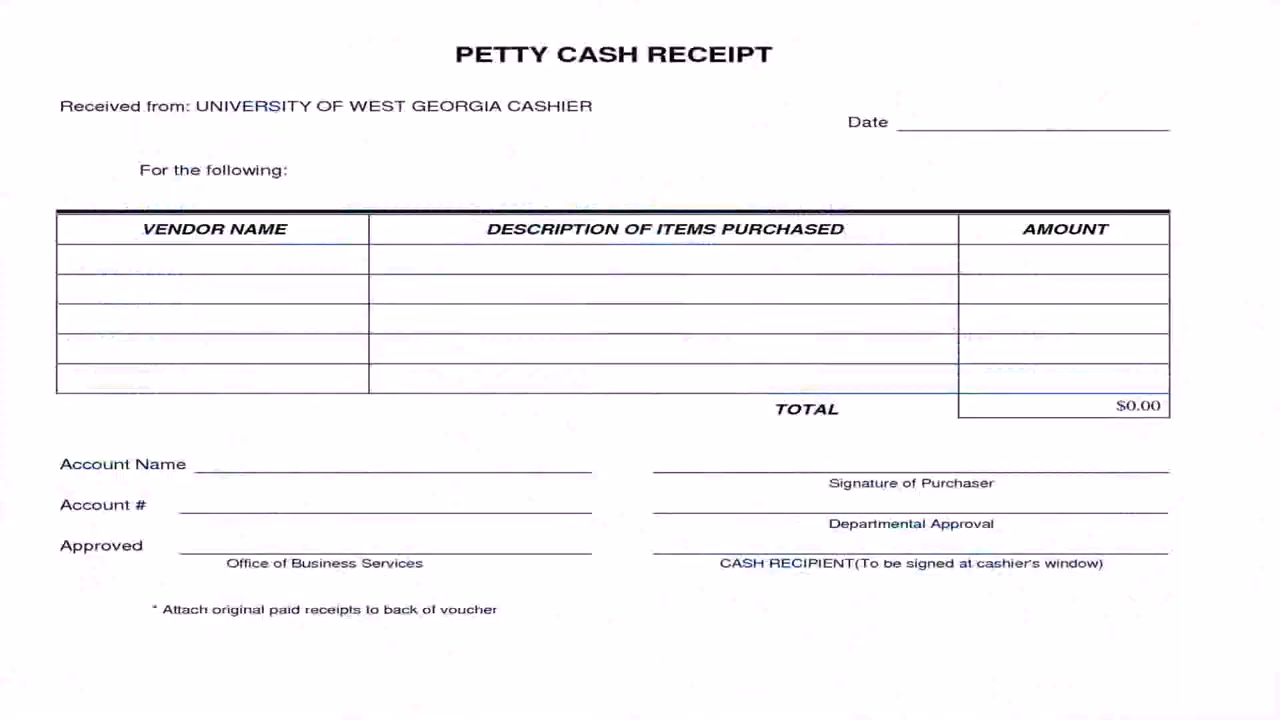 PETTY CASH RECEIPT
Received from: UNIVERSITY OF WEST GEORGIA CASHIER
Date
For the following:
VENDOR NAME DESCRIPTION OF ITEMS PURCHASED AMOUNT
TOTAL $0.00
Account Name
Signature of Purchaser
Account #
Departmental Approval
Approved
Office of Business Services CASH RECIPIENT(To be signed at cashier's window)
* Attach original paid receipts to back of voucher